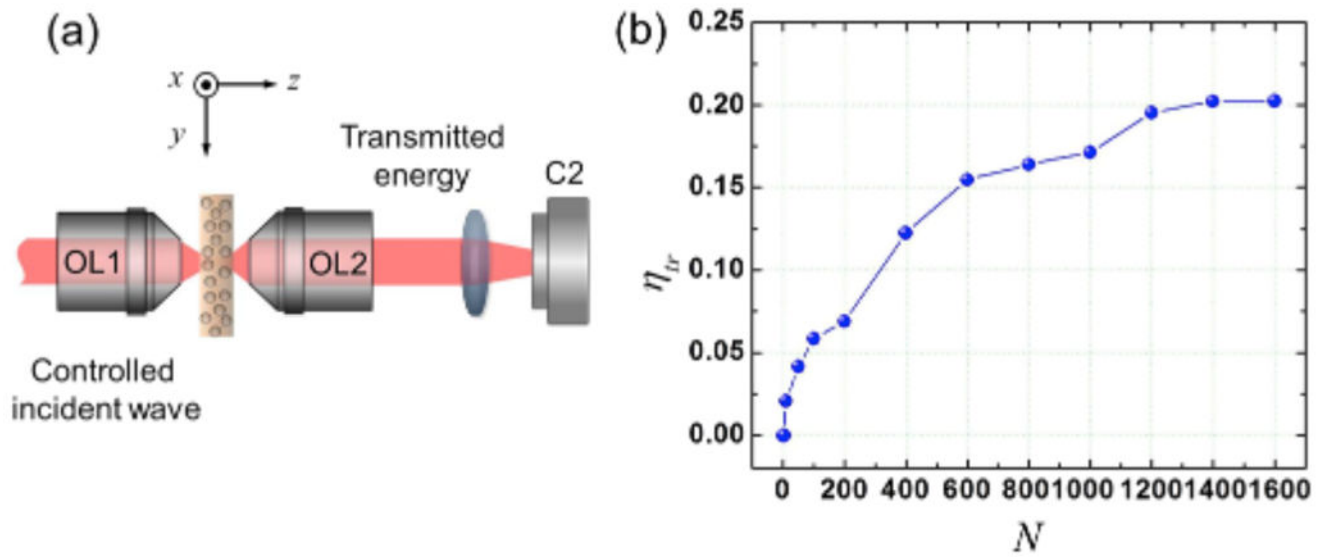 (a)
x
z
y
Transmitted
energy
C2
OL1
OL2
Controlled
incident wave
(b)
0.25
0.20
0.15
0.10
0.05
0.00
ηtr
0 200 400 600 800 1000 1200 1400 1600
N